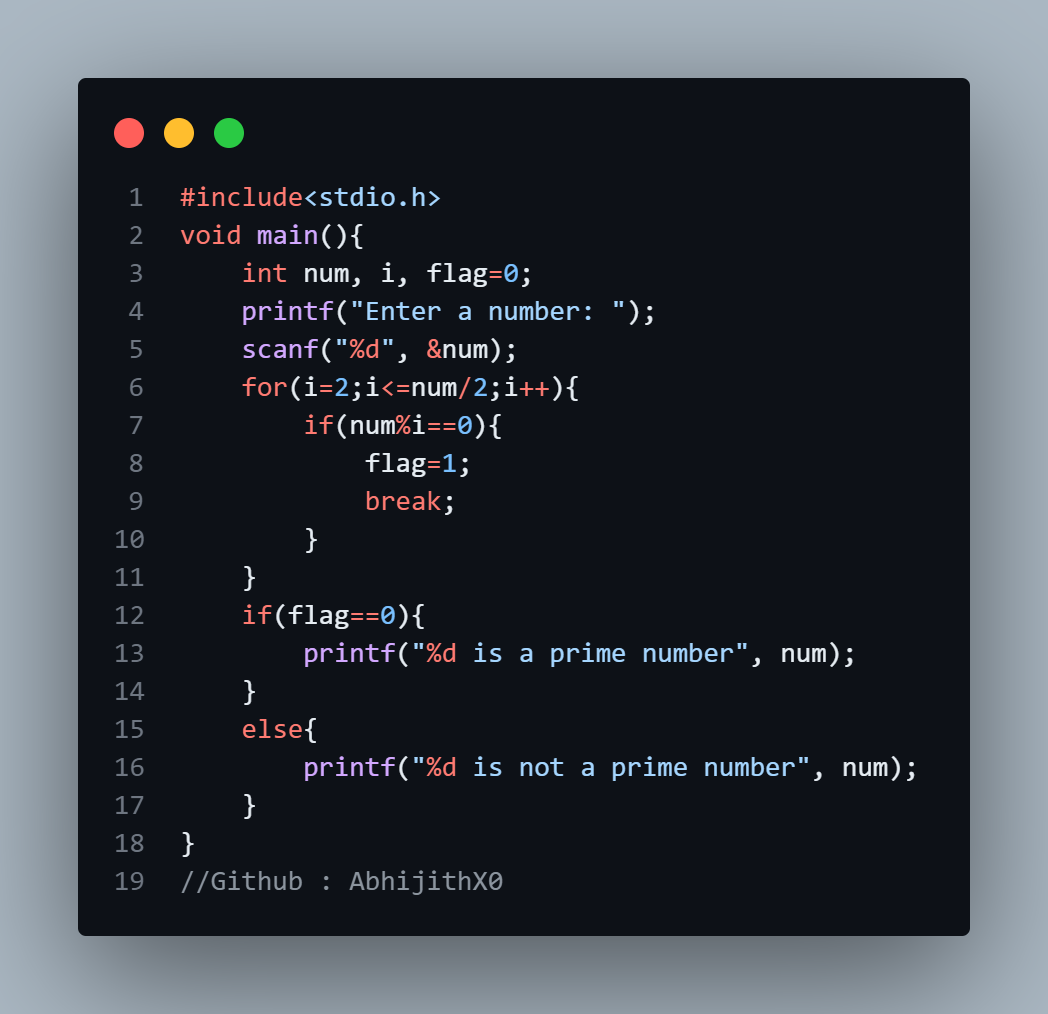 1 #include<stdio.h>
2 void main(){
3     int num, i, flag=0;
4     printf("Enter a number: ");
5     scanf("%d", &num);
6     for(i=2;i<=num/2;i++){
7         if(num%i==0){
8             flag=1;
9             break;
10         }
11     }
12     if(flag==0){
13         printf("%d is a prime number", num);
14     }
15     else{
16         printf("%d is not a prime number", num);
17     }
18 }
19 //Github : AbhijithX0